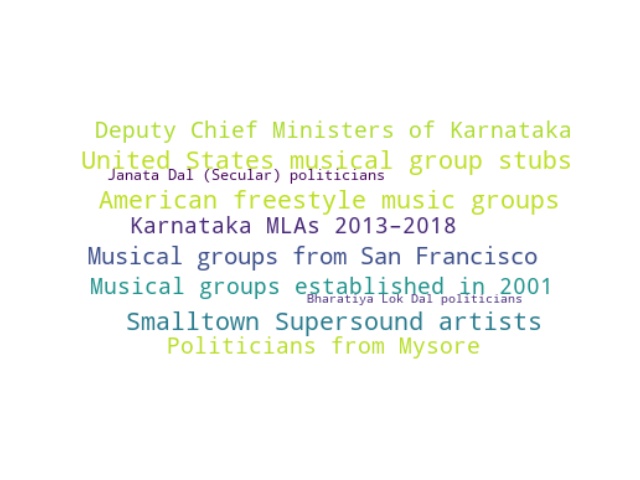 Deputy Chief Ministers of Karnataka
United States musical group stubs
Janata Dal (Secular) politicians
American freestyle music groups
Karnataka MLAs 2013–2018
Musical groups from San Francisco
Musical groups established in 2001
Bharatiya Lok Dal politicians
Smalltown Supersound artists
Politicians from Mysore